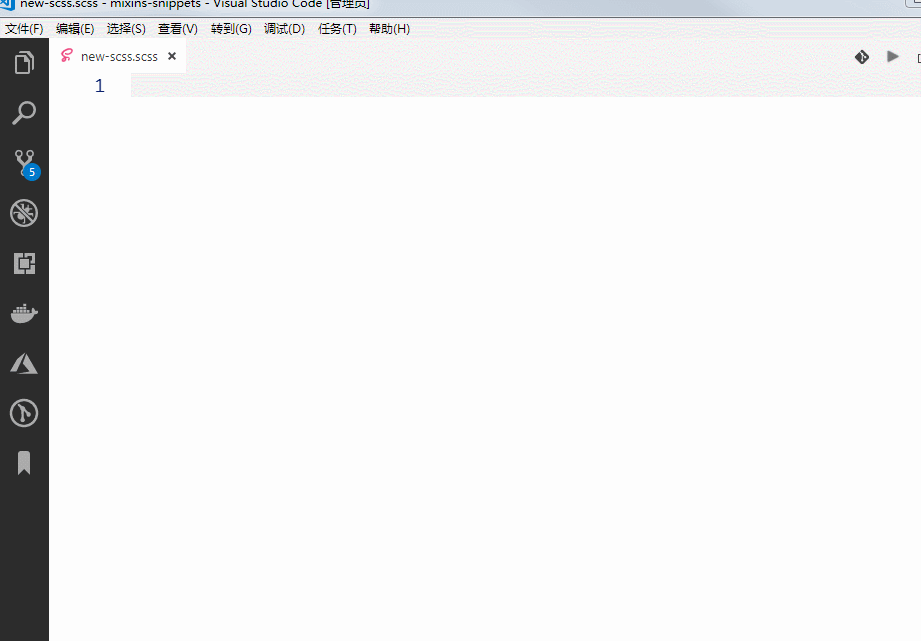 new-scss.scss - mixins-snippets - Visual Studio Code [管理员]
文件(F) 编辑(E) 选择(S) 查看(V) 转到(G) 调试(D) 任务(T) 帮助(H)
new-scss.scss
1
5